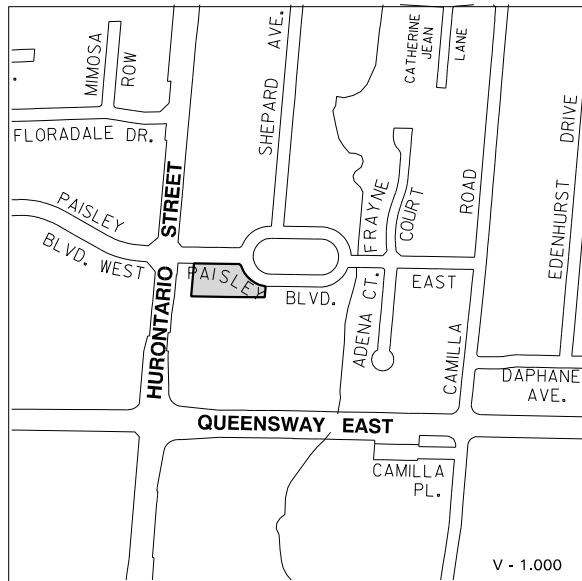 MIMOSA
ROW
SHEPARD AVE.
CATHERINE
JEAN
LANE
FLORADALE DR.
EDENHURST DRIVE
HURONTARIO STREET
PAISLEY
BLVD. WEST
FRAYNE
COURT
CAMILLA ROAD
PAISLEY BLVD. EAST
ADENA CT.
DAPHANE
AVE.
QUEENSWAY EAST
CAMILLA
PL.
V - 1.000